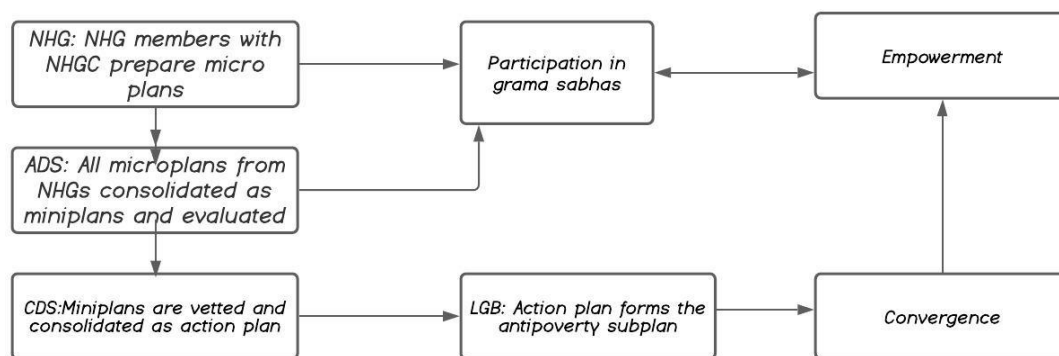 NHG: NHG members with
NHGC prepare micro
plans
Participation in
grama sabhas
Empowerment
ADS: All microplans from
NHGs consolidated as
miniplans and evaluated
CDS:Miniplans are vetted and
consolidated as action plan
LGB: Action plan forms the
antipoverty subplan
Convergence